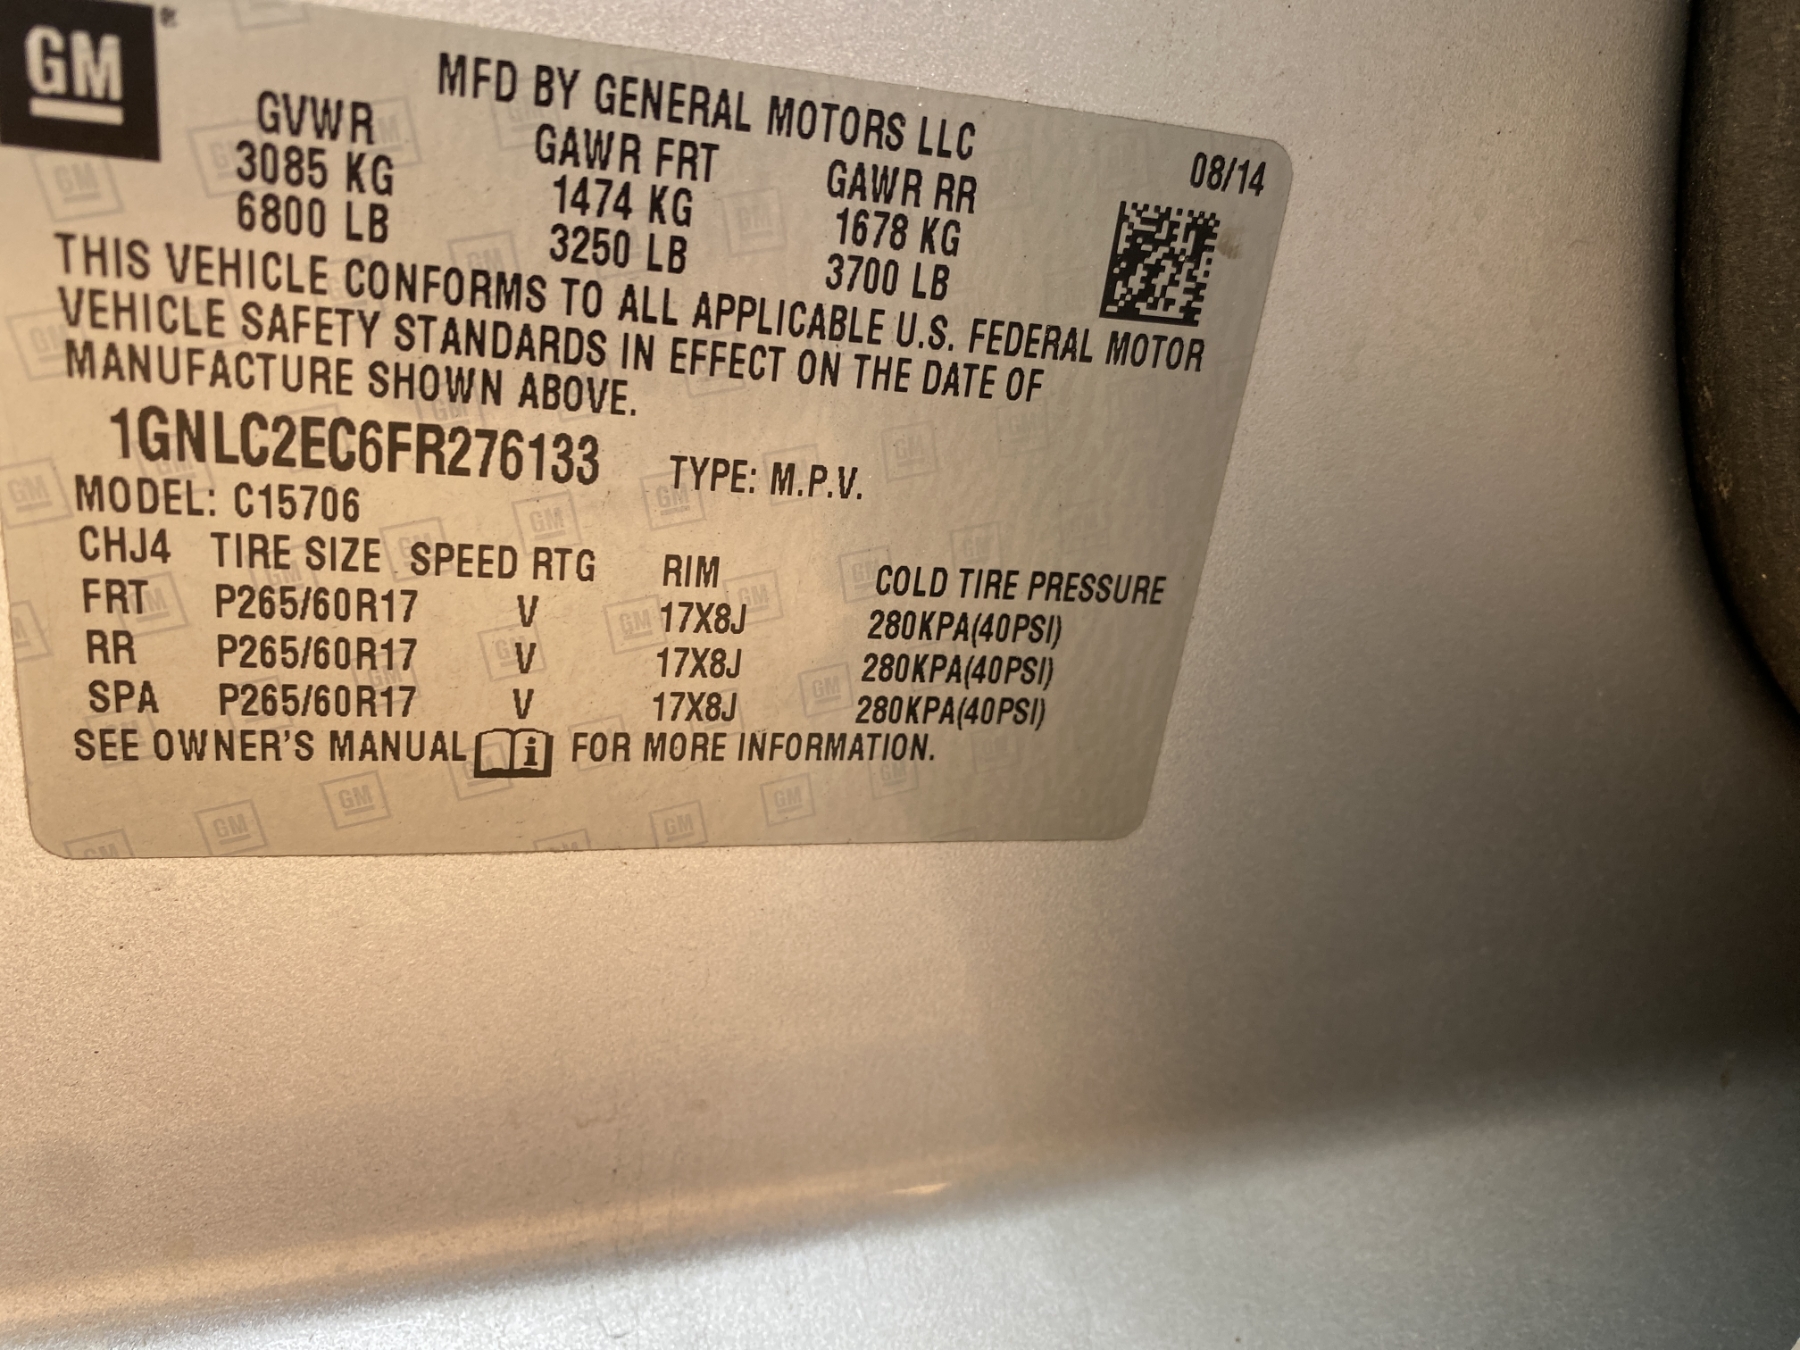 GM
MFD BY GENERAL MOTORS LLC
08/14
GVWR GAWR FRT GAWR RR
3085 KG 1474 KG 1678 KG
6800 LB 3250 LB 3700 LB
THIS VEHICLE CONFORMS TO ALL APPLICABLE U.S. FEDERAL MOTOR
VEHICLE SAFETY STANDARDS IN EFFECT ON THE DATE OF
MANUFACTURE SHOWN ABOVE.
1GNLC2EC6FR276133 TYPE: M.P.V.
MODEL: C15706
CHJ4 TIRE SIZE SPEED RTG RIM COLD TIRE PRESSURE
FRT P265/60R17 V 17X8J 280KPA(40PSI)
RR P265/60R17 V 17X8J 280KPA(40PSI)
SPA P265/60R17 V 17X8J 280KPA(40PSI)
SEE OWNER'S MANUAL i FOR MORE INFORMATION.